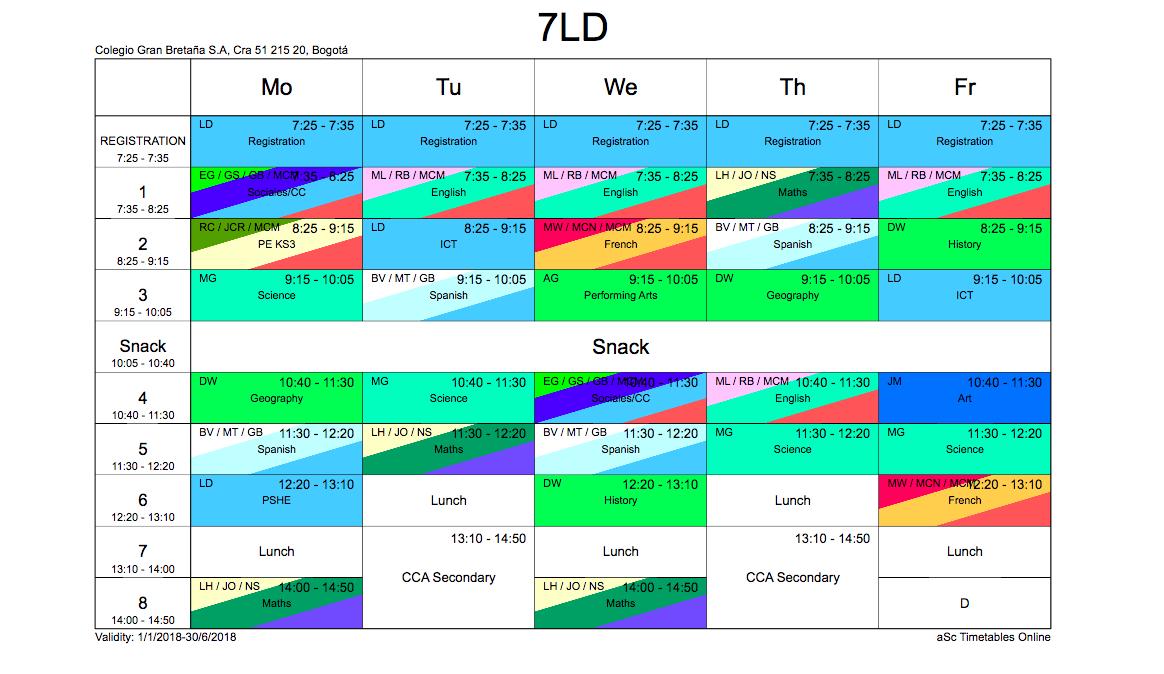 7LD
Colegio Gran Bretaña S.A, Cra 51 215 20, Bogotá
Mo Tu We Th Fr
REGISTRATION
7:25 - 7:35
LD 7:25 - 7:35
Registration
LD 7:25 - 7:35
Registration
LD 7:25 - 7:35
Registration
LD 7:25 - 7:35
Registration
LD 7:25 - 7:35
Registration
1
7:35 - 8:25
EG / GS / GB / MCM 7:35 - 8:25
Sociales/CC
ML / RB / MCM 7:35 - 8:25
English
ML / RB / MCM 7:35 - 8:25
English
LH / JO / NS 7:35 - 8:25
Maths
ML / RB / MCM 7:35 - 8:25
English
2
8:25 - 9:15
RC / JCR / MCM 8:25 - 9:15
PE KS3
LD 8:25 - 9:15
ICT
MW / MCN / MCM 8:25 - 9:15
French
BV / MT / GB 8:25 - 9:15
Spanish
DW 8:25 - 9:15
History
3
9:15 - 10:05
MG 9:15 - 10:05
Science
BV / MT / GB 9:15 - 10:05
Spanish
AG 9:15 - 10:05
Performing Arts
DW 9:15 - 10:05
Geography
LD 9:15 - 10:05
ICT
Snack
10:05 - 10:40
Snack
4
10:40 - 11:30
DW 10:40 - 11:30
Geography
MG 10:40 - 11:30
Science
EG / GS / GB / MCM 10:40 - 11:30
Sociales/CC
ML / RB / MCM 10:40 - 11:30
English
JM 10:40 - 11:30
Art
5
11:30 - 12:20
BV / MT / GB 11:30 - 12:20
Spanish
LH / JO / NS 11:30 - 12:20
Maths
BV / MT / GB 11:30 - 12:20
Spanish
MG 11:30 - 12:20
Science
MG 11:30 - 12:20
Science
6
12:20 - 13:10
LD 12:20 - 13:10
PSHE
Lunch
DW 12:20 - 13:10
History
Lunch
MW / MCN / MCM 12:20 - 13:10
French
7
13:10 - 14:00
Lunch
13:10 - 14:50
CCA Secondary
Lunch
13:10 - 14:50
CCA Secondary
Lunch
8
14:00 - 14:50
LH / JO / NS 14:00 - 14:50
Maths
LH / JO / NS 14:00 - 14:50
Maths
D
Validity: 1/1/2018-30/6/2018
aSc Timetables Online